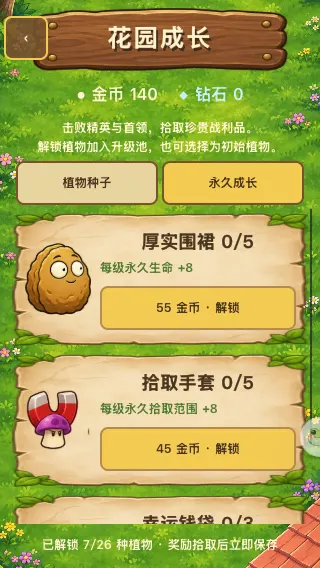 ‹
花园成长
金币 140 钻石 0
击败精英与首领，拾取珍贵战利品。
解锁植物加入升级池，也可选择为初始植物。
植物种子
永久成长
厚实围裙 0/5
每级永久生命 +8
55 金币 · 解锁
拾取手套 0/5
每级永久拾取范围 +8
45 金币 · 解锁
幸运钱袋 0/3
已解锁 7/26 种植物 · 奖励拾取后立即保存